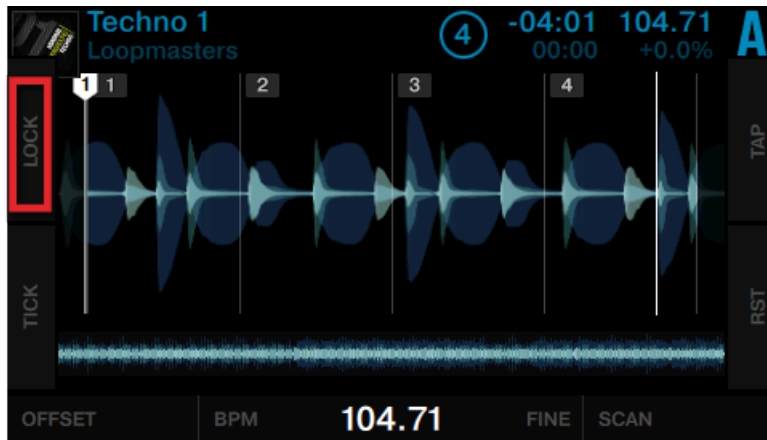 Techno 1
Loopmasters
4
-04:01 104.71
00:00 +0.0%
A
LOCK
TAP
1 1 2 3 4
TICK
RST
OFFSET BPM 104.71 FINE SCAN